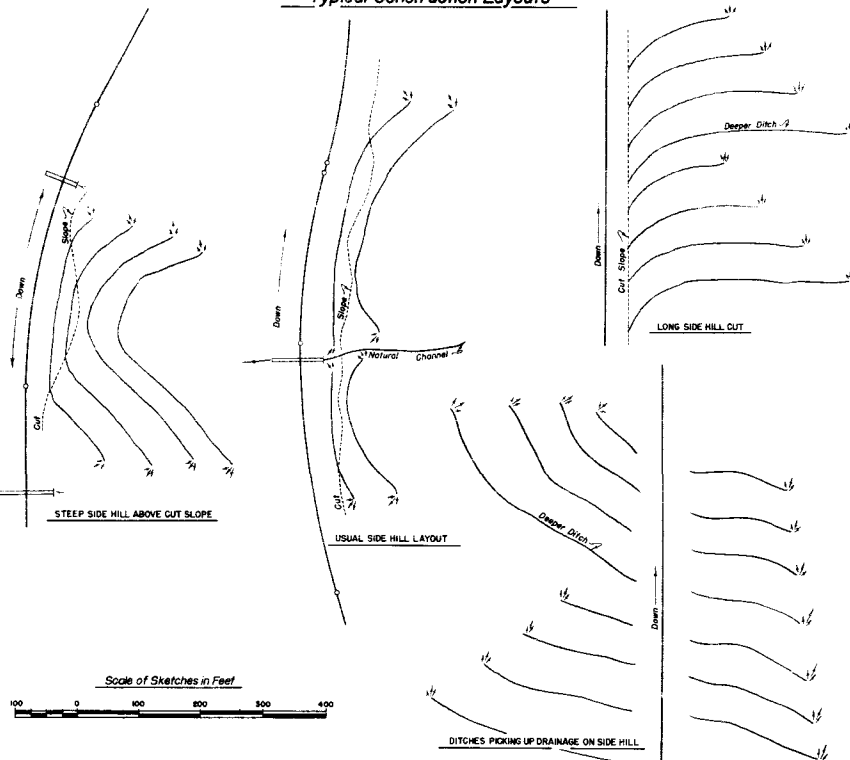 Typical Construction Layouts
Down
Slope
Cut
STEEP SIDE HILL ABOVE CUT SLOPE
Down
Slope
Natural Channel
Cut
USUAL SIDE HILL LAYOUT
Down
Cut Slope
Deeper Ditch
LONG SIDE HILL CUT
Deeper Ditch
Down
DITCHES PICKING UP DRAINAGE ON SIDE HILL
Scale of Sketches in Feet
100 0 100 200 300 400